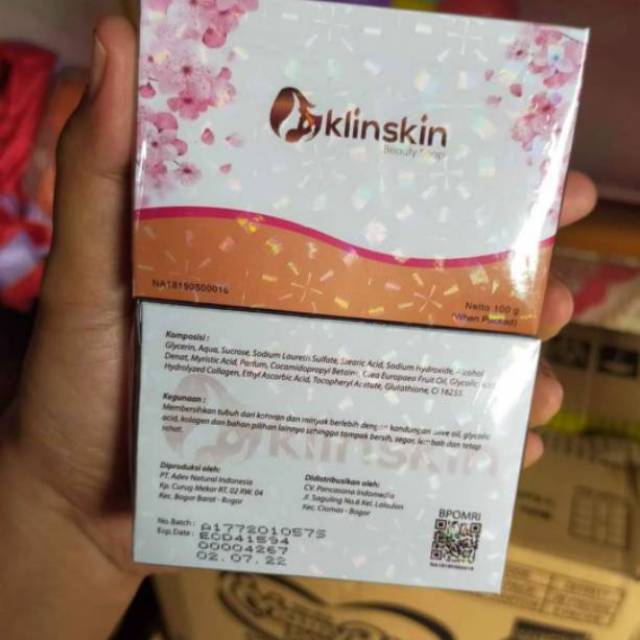 klinskin
Beauty Soap
NA18190500016
Netto 100 g
(When Packed)
Komposisi :
Glycerin, Aqua, Sucrose, Sodium Laureth Sulfate, Stearic Acid, Sodium hydroxide, Alcohol
Denat, Myristic Acid, Parfum, Cocamidopropyl Betaine, Olea Europaea Fruit Oil, Glycolic acid
Hydrolyzed Collagen, Ethyl Ascorbic Acid, Tocopheryl Acetate, Glutathione, CI 16255
Kegunaan :
Membersihkan tubuh dari kotoran dan minyak berlebih dengan kandungan olive oil, glycolic
acid, kolagen dan bahan pilihan lainnya sehingga tampak bersih, segar, lembab dan tetap
sehat.
klinskin
Diproduksi oleh:
PT. Adev Natural Indonesia
Kp. Curug Mekar RT. 02 RW. 04
Kec. Bogor Barat - Bogor
Didistribusikan oleh:
CV. Pancasona Indomedia
Jl. Saguling No.6 Kel. Laladon
Kec. Ciomas - Bogor
BPOMRI
NA18190500016
No. Batch : A177201057S
Exp. Date : ECD41594
00004267
02.07.22